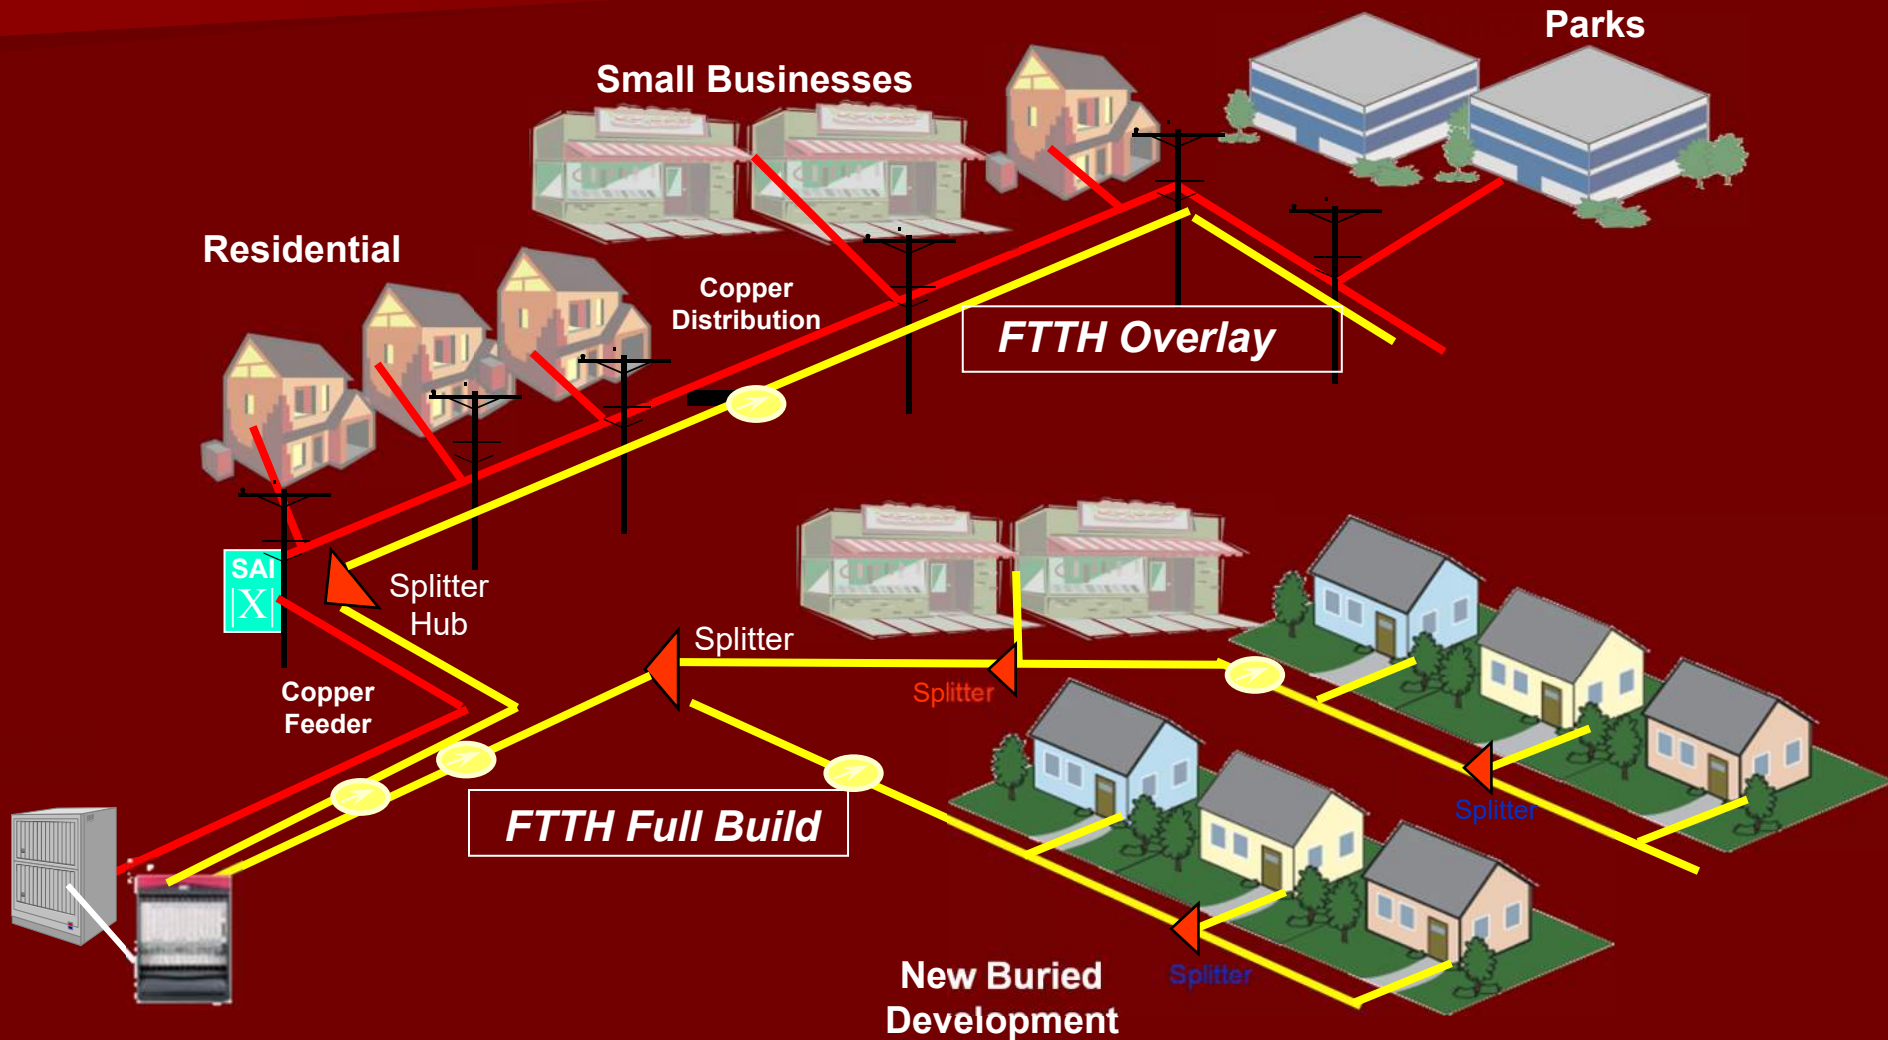 Parks
Small Businesses
Residential
Copper
Distribution
FTTH Overlay
SAI
|X|
Splitter
Hub
Splitter
Splitter
Copper
Feeder
FTTH Full Build
Splitter
Splitter
New Buried
Development